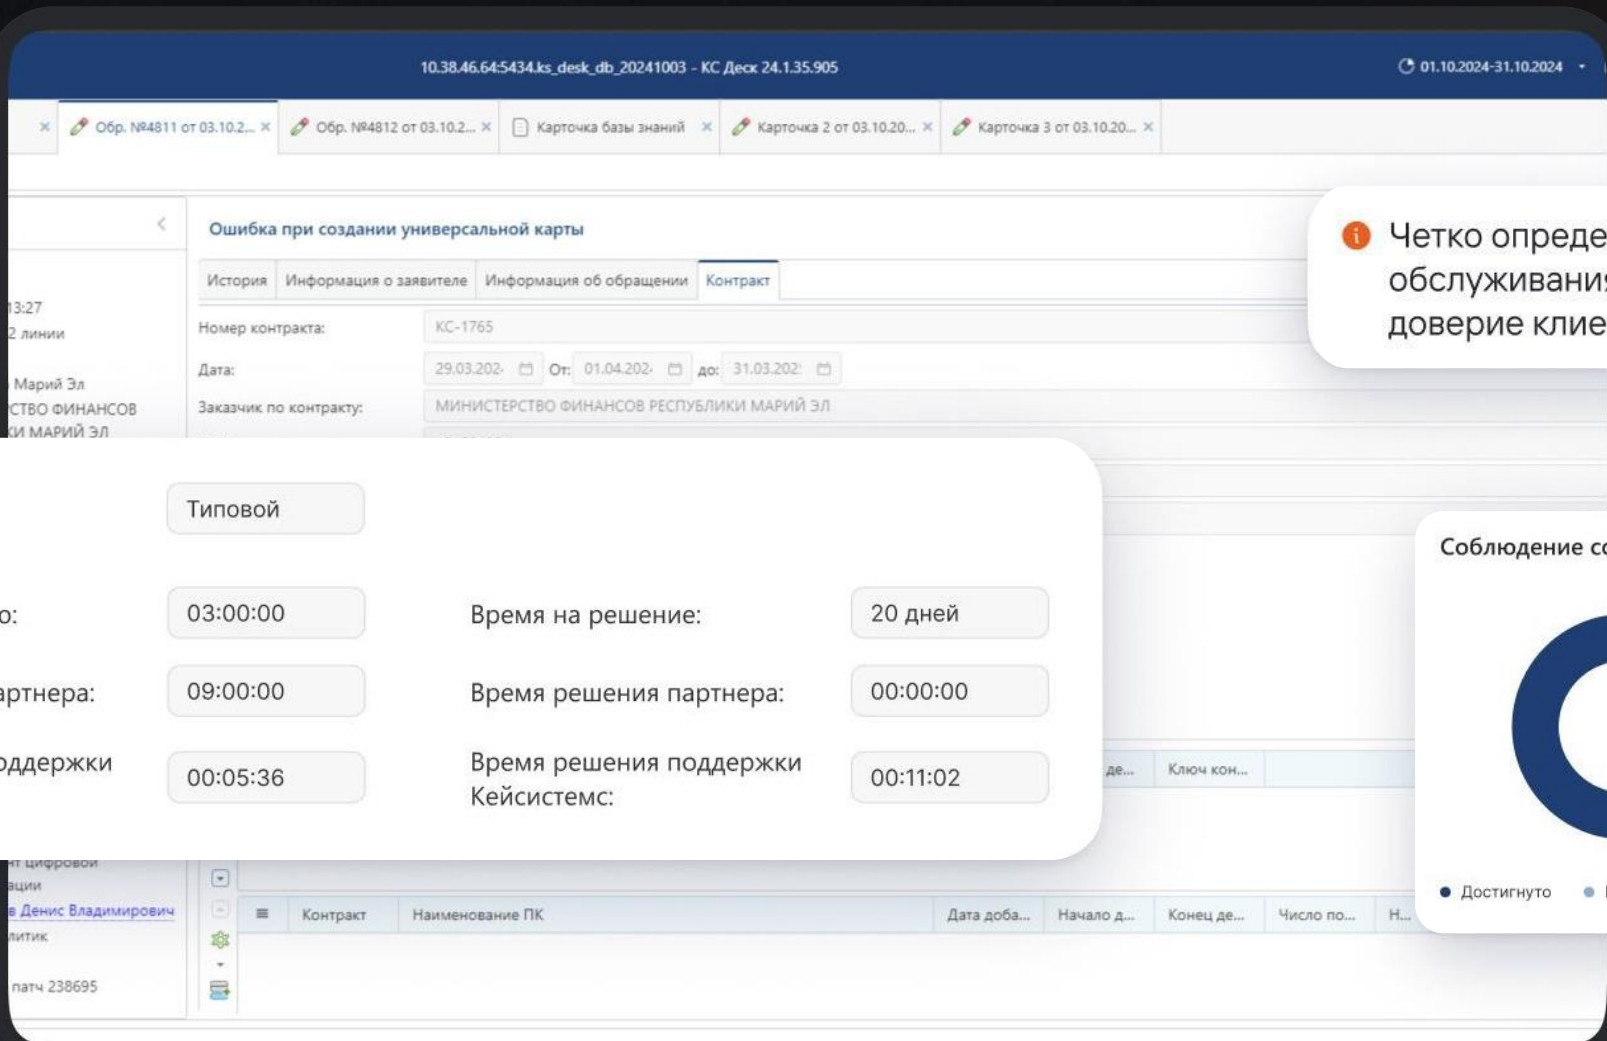 10.38.46.64:5434.ks_desk_db_20241003 - КС Деск 24.1.35.905
01.10.2024-31.10.2024
Обр. №4811 от 03.10.2...
Обр. №4812 от 03.10.2...
Карточка базы знаний
Карточка 2 от 03.10.20...
Карточка 3 от 03.10.20...
Ошибка при создании универсальной карты
История Информация о заявителе Информация об обращении Контракт
13:27
2 линии
Марий Эл
СТВО ФИНАНСОВ
КИ МАРИЙ ЭЛ
Номер контракта: КС-1765
Дата: 29.03.202 От: 01.04.202 до: 31.03.202
Заказчик по контракту: МИНИСТЕРСТВО ФИНАНСОВ РЕСПУБЛИКИ МАРИЙ ЭЛ
Четко опреде
обслуживания
доверие клие
Типовой
о: 03:00:00 Время на решение: 20 дней
артнера: 09:00:00 Время решения партнера: 00:00:00
оддержки 00:05:36 Время решения поддержки
Кейсистемс: 00:11:02
Соблюдение со
Достигнуто
де... Ключ кон...
нт цифровой
ации
в Денис Владимирович
литик
патч 238695
Контракт Наименование ПК Дата доба... Начало д... Конец де... Число по... Н...